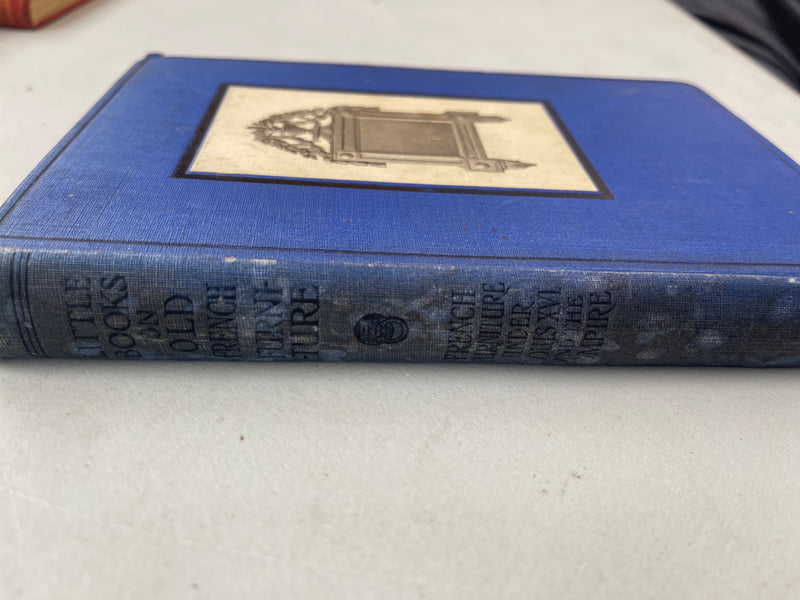 LITTLE
BOOKS
ON
OLD
FRENCH
FURNI-
TURE
FRENCH
FURNITURE
UNDER
LOUIS XVI
AND THE
EMPIRE